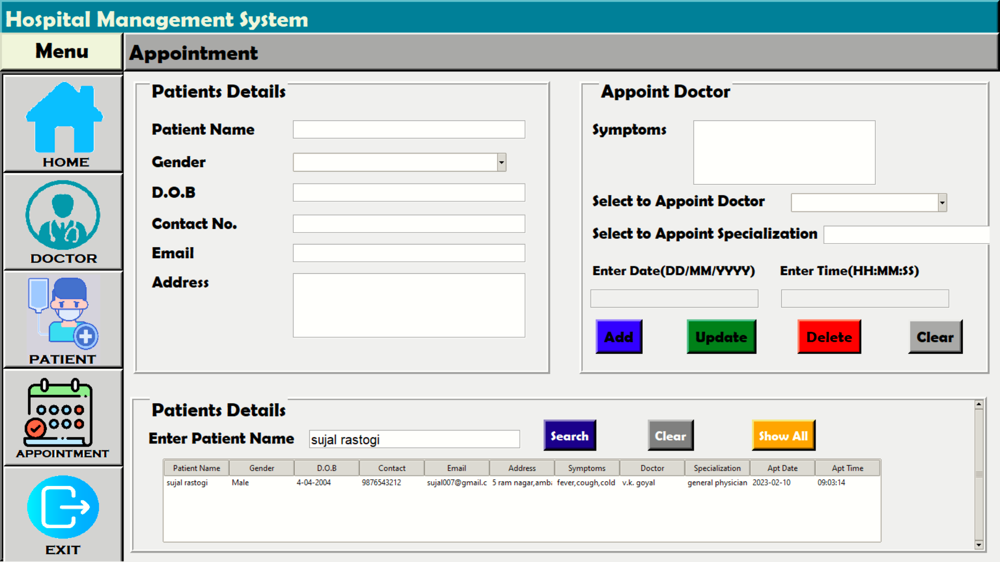 Hospital Management System
Menu
Appointment
HOME
DOCTOR
PATIENT
APPOINTMENT
EXIT
Patients Details
Patient Name
Gender
D.O.B
Contact No.
Email
Address
Appoint Doctor
Symptoms
Select to Appoint Doctor
Select to Appoint Specialization
Enter Date(DD/MM/YYYY) Enter Time(HH:MM:SS)
Add Update Delete Clear
Patients Details
Enter Patient Name sujal rastogi Search Clear Show All
Patient Name Gender D.O.B Contact Email Address Symptoms Doctor Specialization Apt Date Apt Time
sujal rastogi Male 4-04-2004 9876543212 sujal007@gmail.c 5 ram nagar,amba fever,cough,cold v.k. goyal general physician 2023-02-10 09:03:14